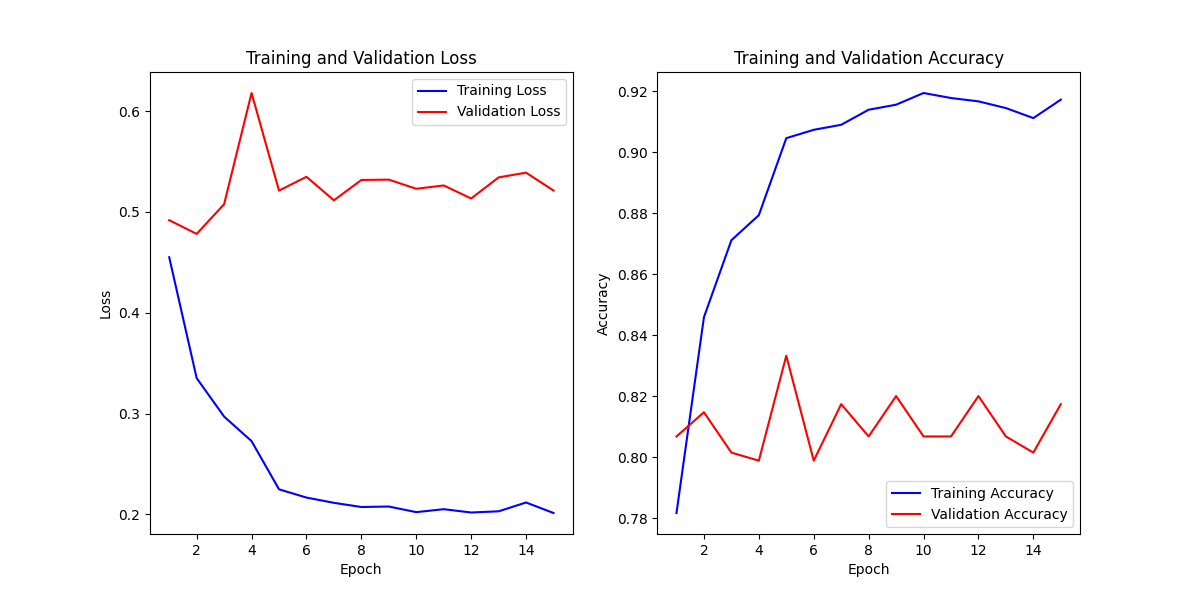 Training and Validation Loss
Training Loss
Validation Loss
0.6
0.5
0.4
0.3
0.2
Loss
2 4 6 8 10 12 14
Epoch
Training and Validation Accuracy
0.92
0.90
0.88
0.86
0.84
0.82
0.80
0.78
Accuracy
Training Accuracy
Validation Accuracy
2 4 6 8 10 12 14
Epoch